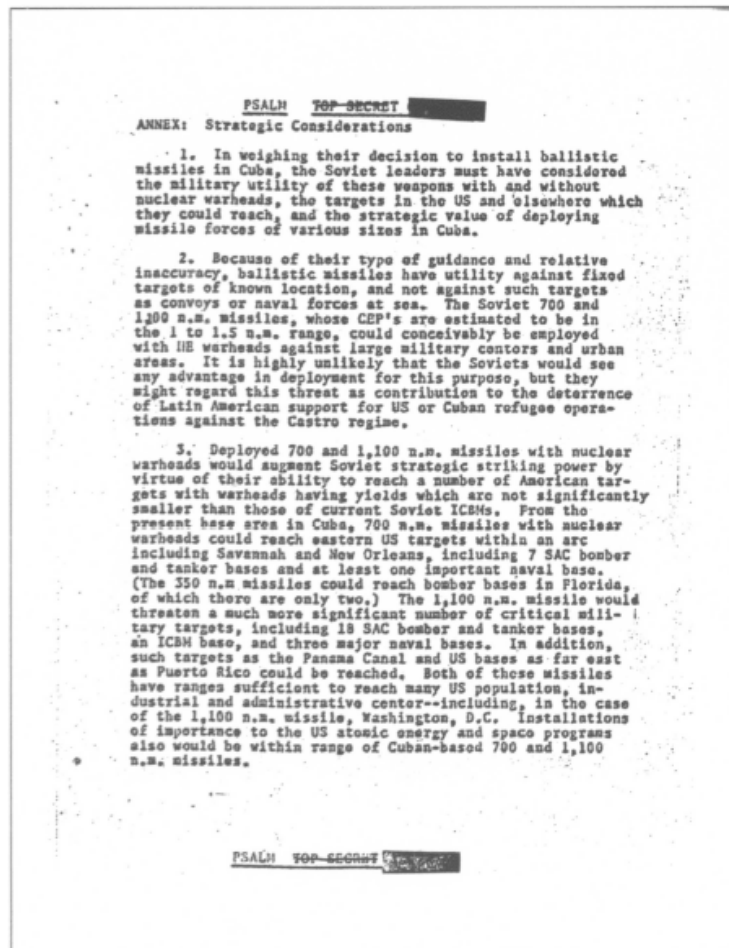 PSALM TOP SECRET
ANNEX: Strategic Considerations
1. In weighing their decision to install ballistic
missiles in Cuba, the Soviet leaders must have considered
the military utility of these weapons with and without
nuclear warheads, the targets in the US and elsewhere which
they could reach, and the strategic value of deploying
missile forces of various sizes in Cuba.
2. Because of their type of guidance and relative
inaccuracy, ballistic missiles have utility against fixed
targets of known location, and not against such targets
as convoys or naval forces at sea. The Soviet 700 and
1,100 n.m. missiles, whose CEP's are estimated to be in
the 1 to 1.5 n.m. range, could conceivably be employed
with HE warheads against large military centers and urban
areas. It is highly unlikely that the Soviets would see
any advantage in deployment for this purpose, but they
might regard this threat as contribution to the deterrence
of Latin American support for US or Cuban refugee opera-
tions against the Castro regime.
3. Deployed 700 and 1,100 n.m. missiles with nuclear
warheads would augment Soviet strategic striking power by
virtue of their ability to reach a number of American tar-
gets with warheads having yields which are not significantly
smaller than those of current Soviet ICBMs. From the
present base area in Cuba, 700 n.m. missiles with nuclear
warheads could reach eastern US targets within an arc
including Savannah and New Orleans, including 7 SAC bomber
and tanker bases and at least one important naval base.
(The 350 n.m missiles could reach bomber bases in Florida,
of which there are only two.) The 1,100 n.m. missile would
threaten a much more significant number of critical mili-
tary targets, including 18 SAC bomber and tanker bases,
an ICBM base, and three major naval bases. In addition,
such targets as the Panama Canal and US bases as far east
as Puerto Rico could be reached. Both of these missiles
have ranges sufficient to reach many US population, in-
dustrial and administrative center--including, in the case
of the 1,100 n.m. missile, Washington, D.C. Installations
of importance to the US atomic energy and space programs
also would be within range of Cuban-based 700 and 1,100
n.m. missiles.
PSALM TOP SECRET